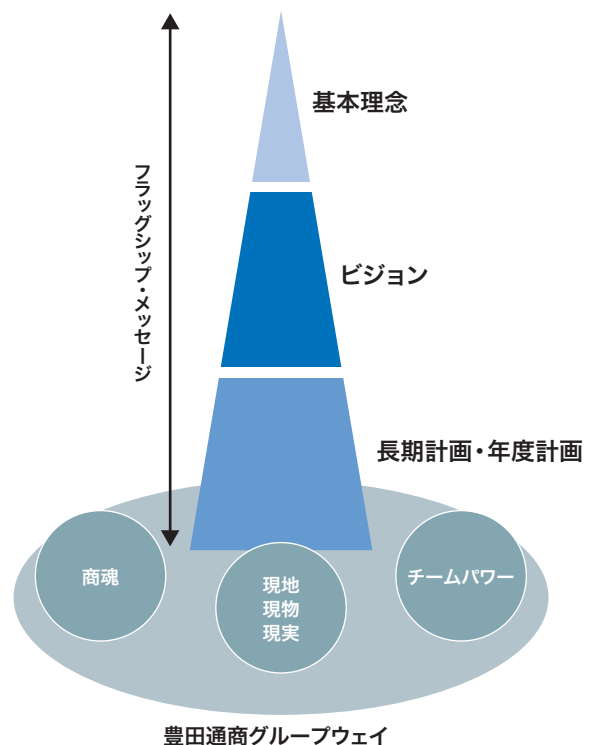 基本理念
フラッグシップ・メッセージ
ビジョン
長期計画・年度計画
商魂
現地
現物
現実
チームパワー
豊田通商グループウェイ